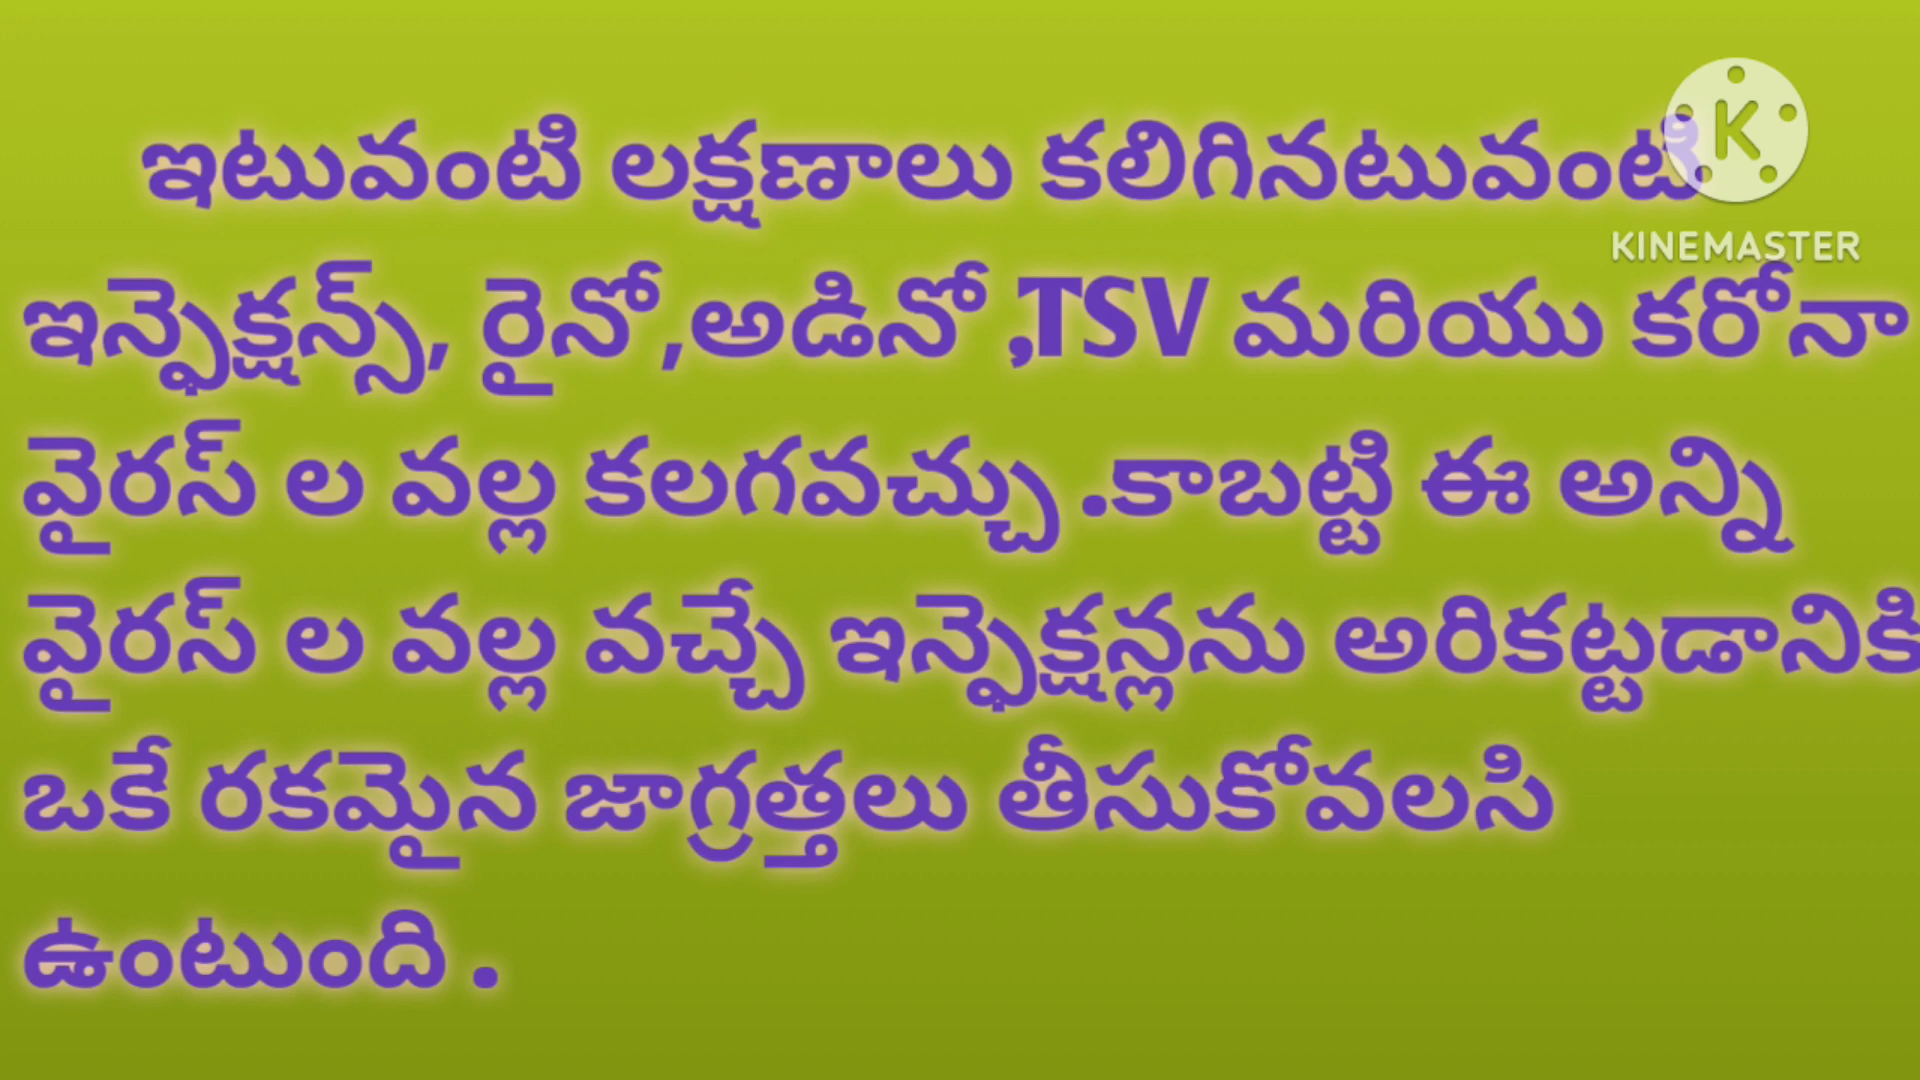 ఇటువంటి లక్షణాలు కలిగినటువంటి
KINEMASTER
ఇన్ఫెక్షన్స్, రైనో ,అడినో ,TSV మరియు కరోనా
వైరస్ ల వల్ల కలగవచ్చు .కాబట్టి ఈ అన్ని
వైరస్ ల వల్ల వచ్చే ఇన్ఫెక్షన్లను అరికట్టడానికి
ఒకే రకమైన జాగ్రత్తలు తీసుకోవలసి
ఉంటుంది .